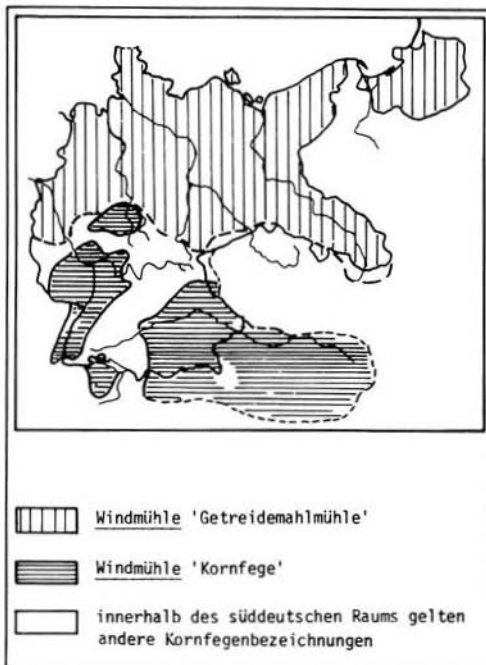 Windmühle 'Getreidemahlmühle'
Windmühle 'Kornfege'
innerhalb des süddeutschen Raums gelten
andere Kornfegenbezeichnungen